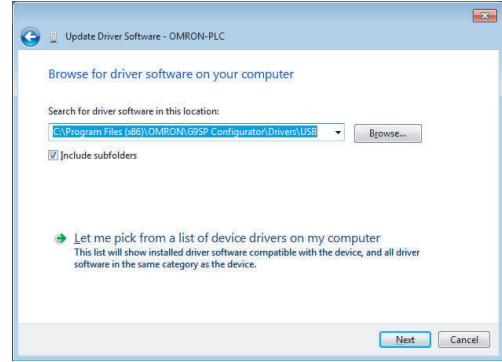 Update Driver Software - OMRON-PLC
Browse for driver software on your computer
Search for driver software in this location:
C:\Program Files (x86)\OMRON\G9SP Configurator\Drivers\USB
Browse...
Include subfolders
Let me pick from a list of device drivers on my computer
This list will show installed driver software compatible with the device, and all driver
software in the same category as the device.
Next
Cancel